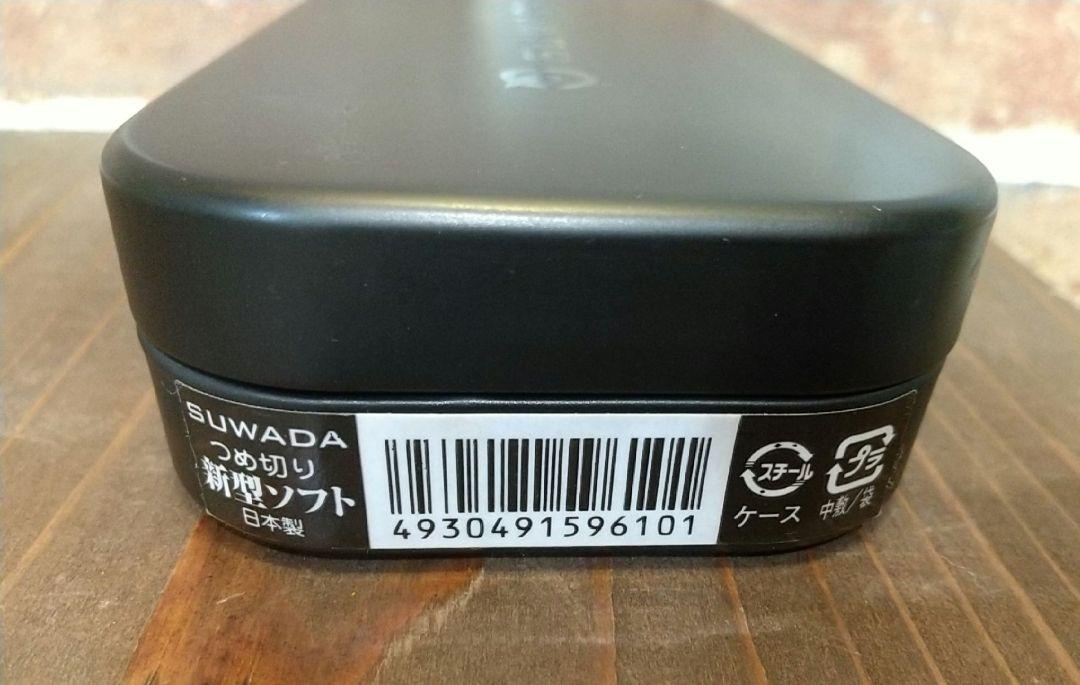 SUWADA
つめ切り
新型ソフト
日本製
4930491596101
スチール
ケース
プラ
中敷/袋